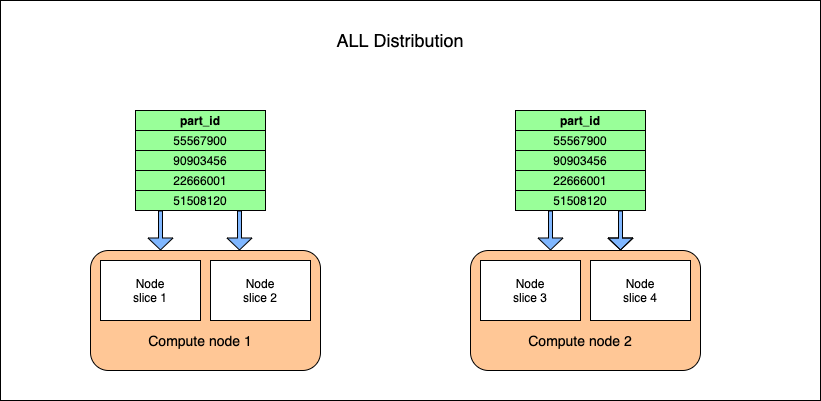 ALL Distribution
part_id
55567900
90903456
22666001
51508120
part_id
55567900
90903456
22666001
51508120
Node
slice 1
Node
slice 2
Compute node 1
Node
slice 3
Node
slice 4
Compute node 2